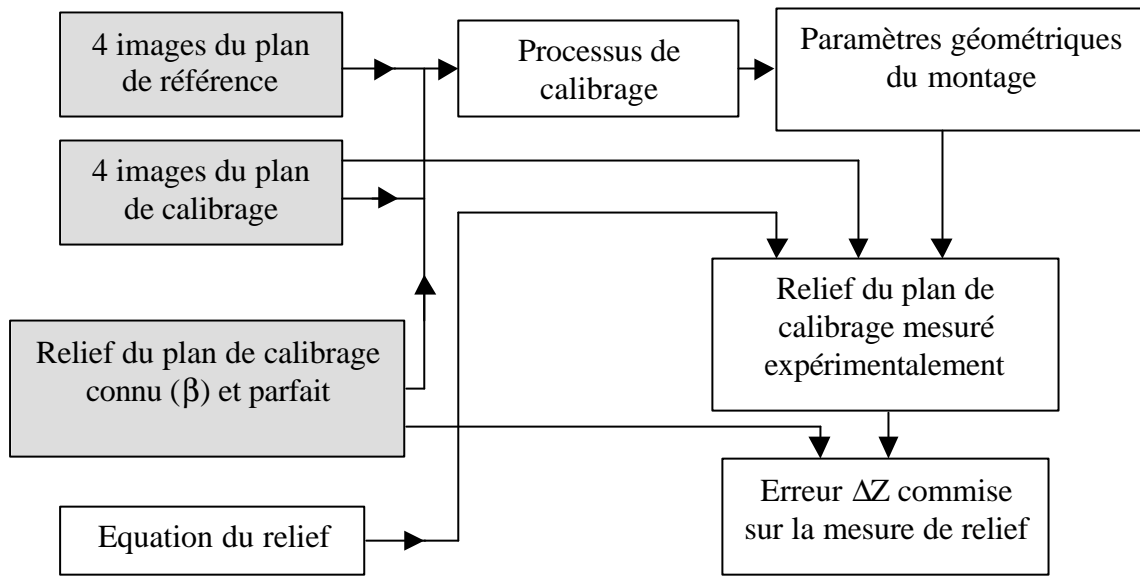 4 images du plan
de référence
Processus de
calibrage
Paramètres géométriques
du montage
4 images du plan
de calibrage
Relief du plan de calibrage
connu (β) et parfait
Relief du plan de
calibrage mesuré
expérimentalement
Equation du relief
Erreur ΔZ commise
sur la mesure de relief